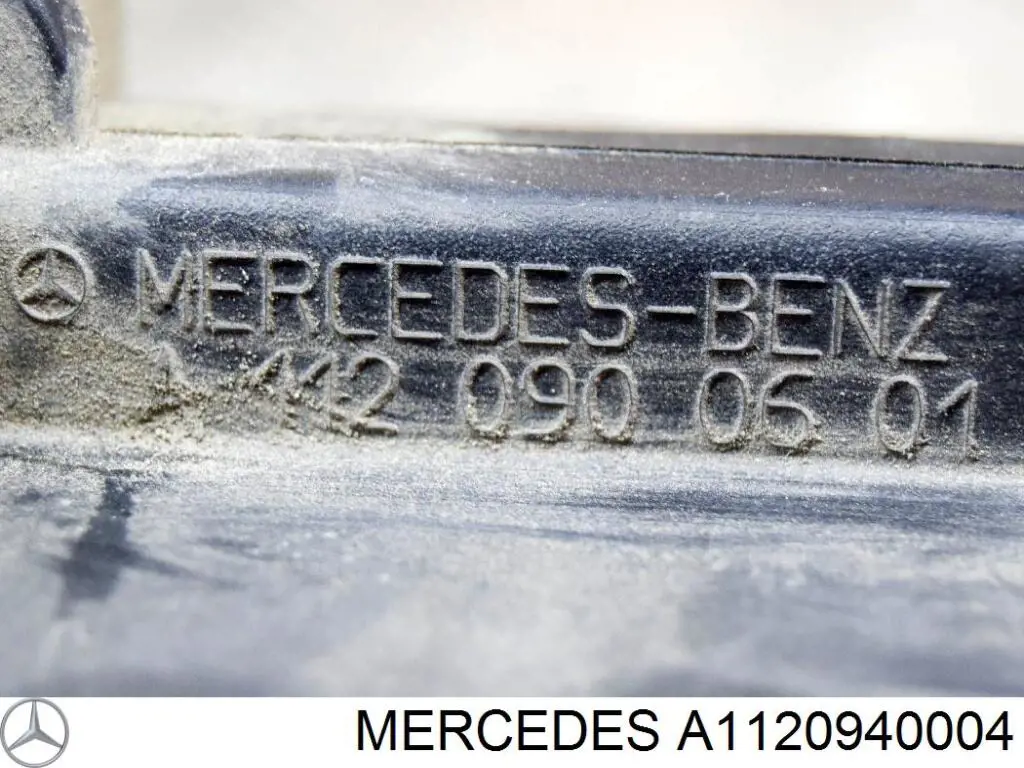 MERCEDES-BENZ
A 112 090 06 01
MERCEDES A1120940004